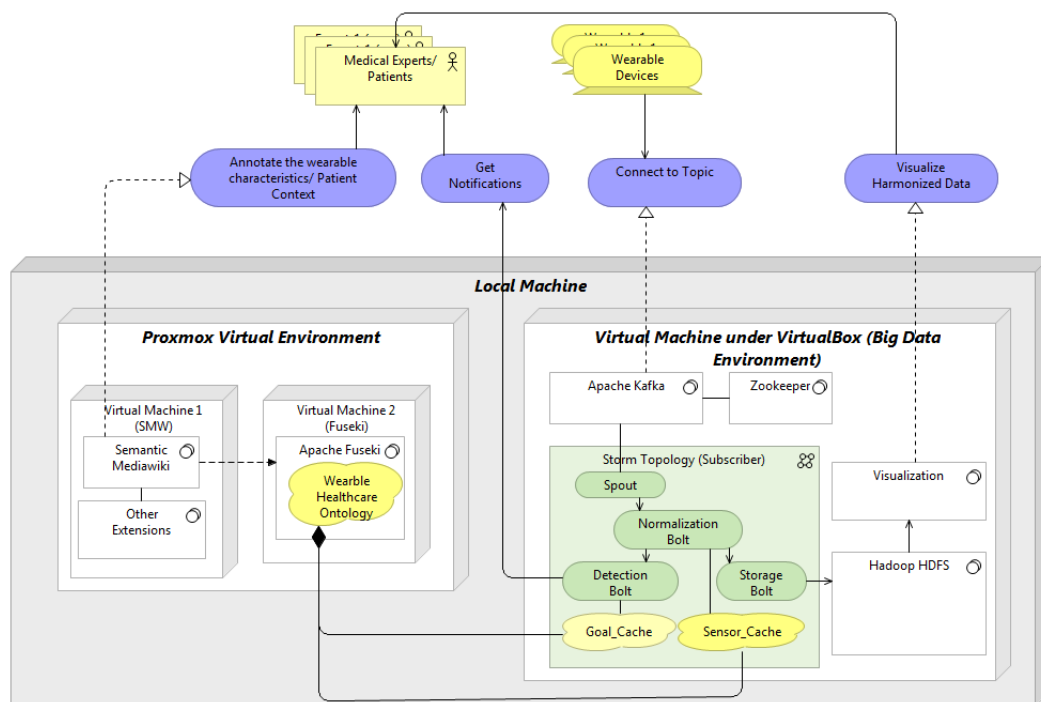 Medical Experts/
Patients
Wearable
Devices
Annotate the wearable
characteristics/ Patient
Context
Get
Notifications
Connect to Topic
Visualize
Harmonized Data
Local Machine
Proxmox Virtual Environment
Virtual Machine 1
(SMW)
Semantic
Mediawiki
Other
Extensions
Virtual Machine 2
(Fuseki)
Apache Fuseki
Wearble
Healthcare
Ontology
Virtual Machine under VirtualBox (Big Data
Environment)
Apache Kafka
Zookeeper
Storm Topology (Subscriber)
Spout
Normalization
Bolt
Detection
Bolt
Storage
Bolt
Goal_Cache
Sensor_Cache
Visualization
Hadoop HDFS